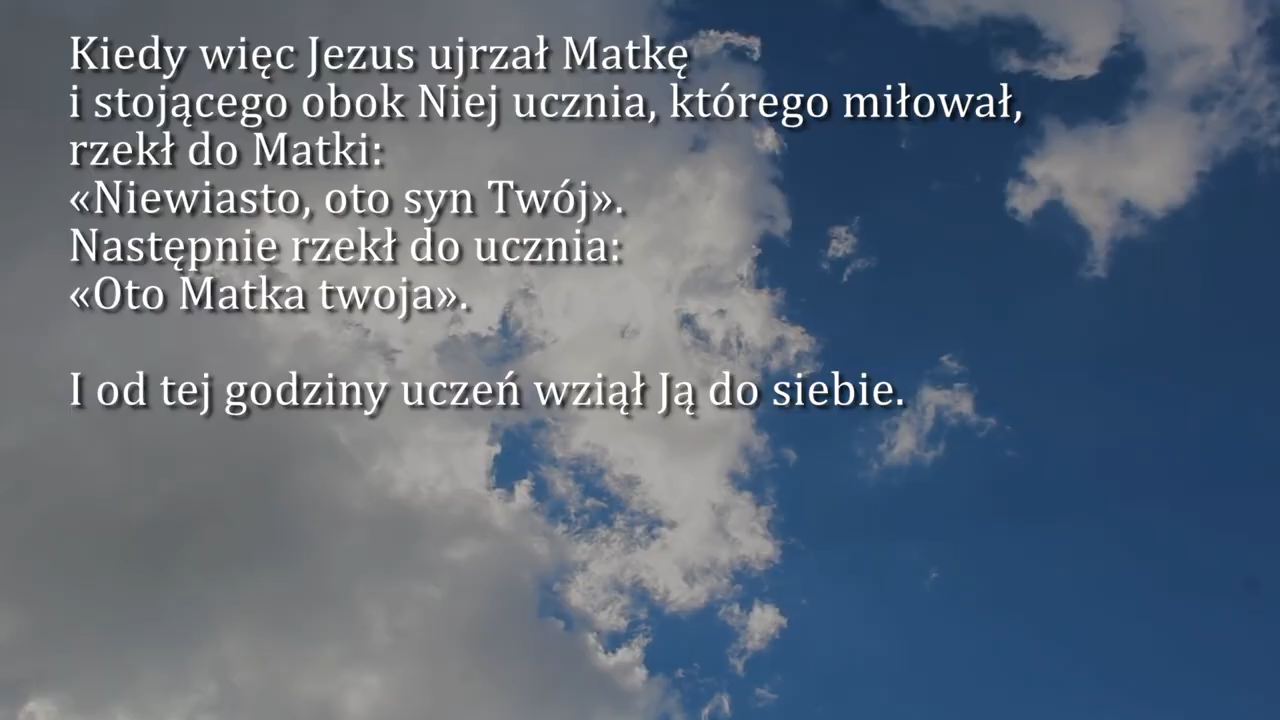 Kiedy więc Jezus ujrzał Matkę
i stojącego obok Niej ucznia, którego miłował,
rzekł do Matki:
«Niewiasto, oto syn Twój».
Następnie rzekł do ucznia:
«Oto Matka twoja».
I od tej godziny uczeń wziął Ją do siebie.